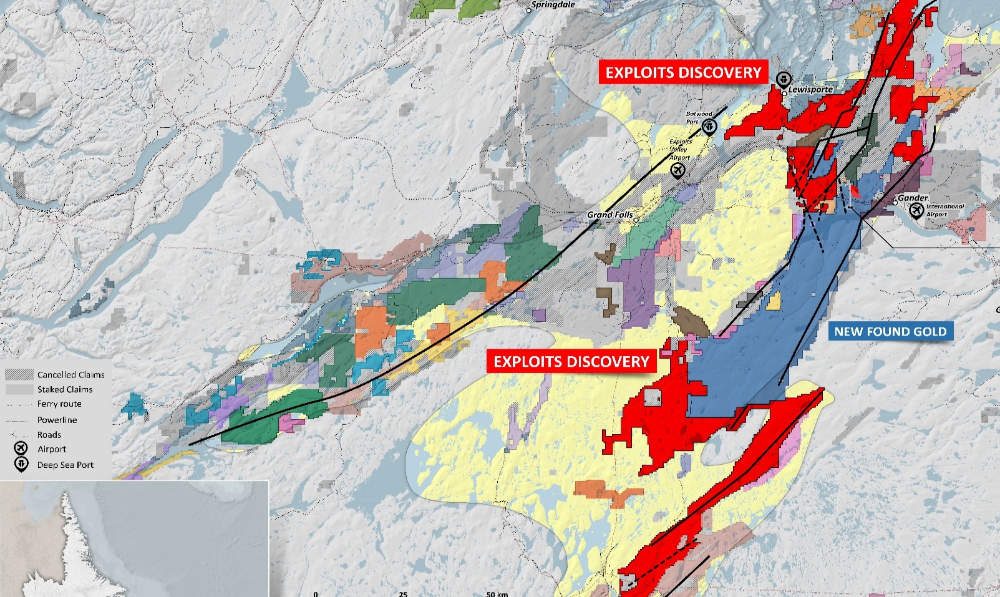 Springdale
EXPLOITS DISCOVERY
Lewisporte
Botwood
Port
Exploits
Valley
Airport
Grand Falls
Gander
International
Airport
NEW FOUND GOLD
EXPLOITS DISCOVERY
Cancelled Claims
Staked Claims
Ferry route
Powerline
Roads
Airport
Deep Sea Port
0 25 50 km